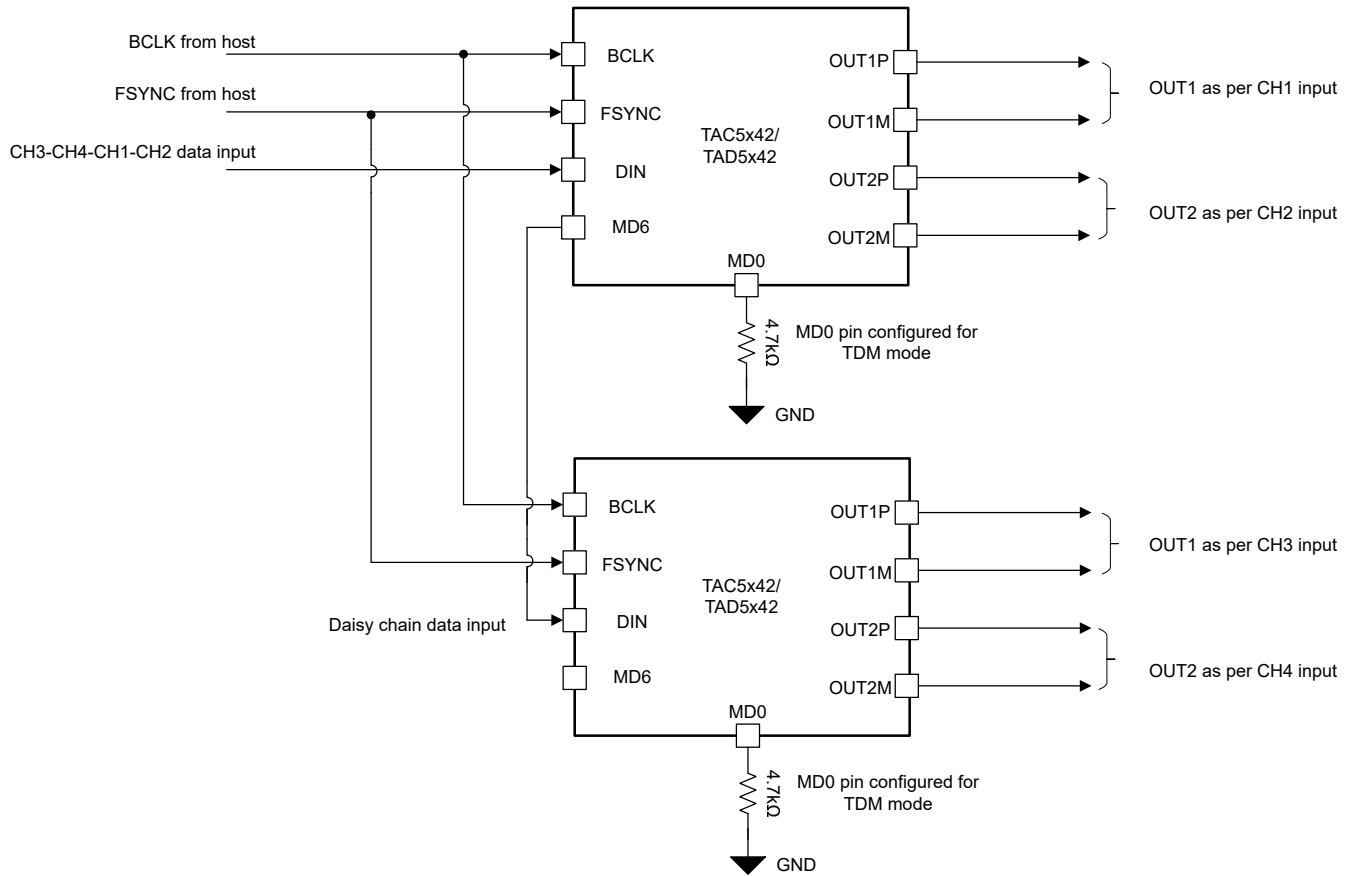 BCLK from host
FSYNC from host
CH3-CH4-CH1-CH2 data input
BCLK
FSYNC
DIN
MD6
TAC5x42/
TAD5x42
OUT1P
OUT1M
OUT2P
OUT2M
OUT1 as per CH1 input
OUT2 as per CH2 input
MD0
4.7kΩ
MD0 pin configured for
TDM mode
GND
BCLK
FSYNC
DIN
MD6
Daisy chain data input
TAC5x42/
TAD5x42
OUT1P
OUT1M
OUT2P
OUT2M
OUT1 as per CH3 input
OUT2 as per CH4 input
MD0
4.7kΩ
MD0 pin configured for
TDM mode
GND